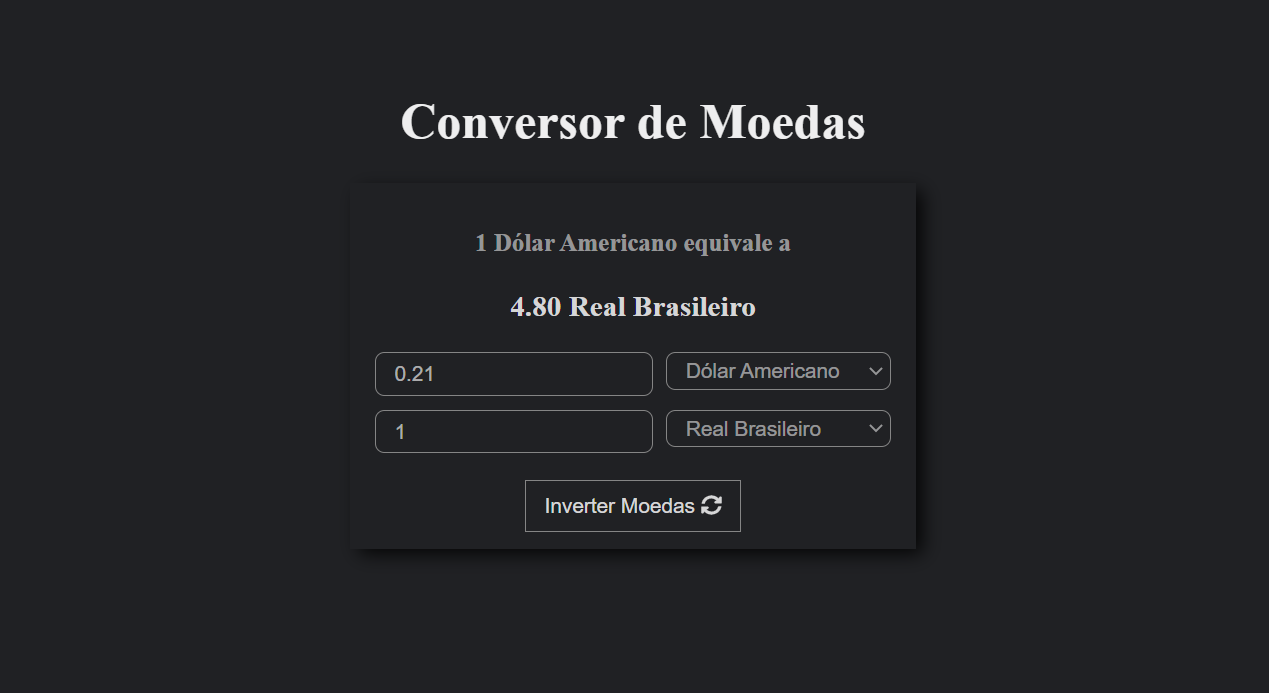 Conversor de Moedas
1 Dólar Americano equivale a
4.80 Real Brasileiro
0.21 Dólar Americano
1 Real Brasileiro
Inverter Moedas